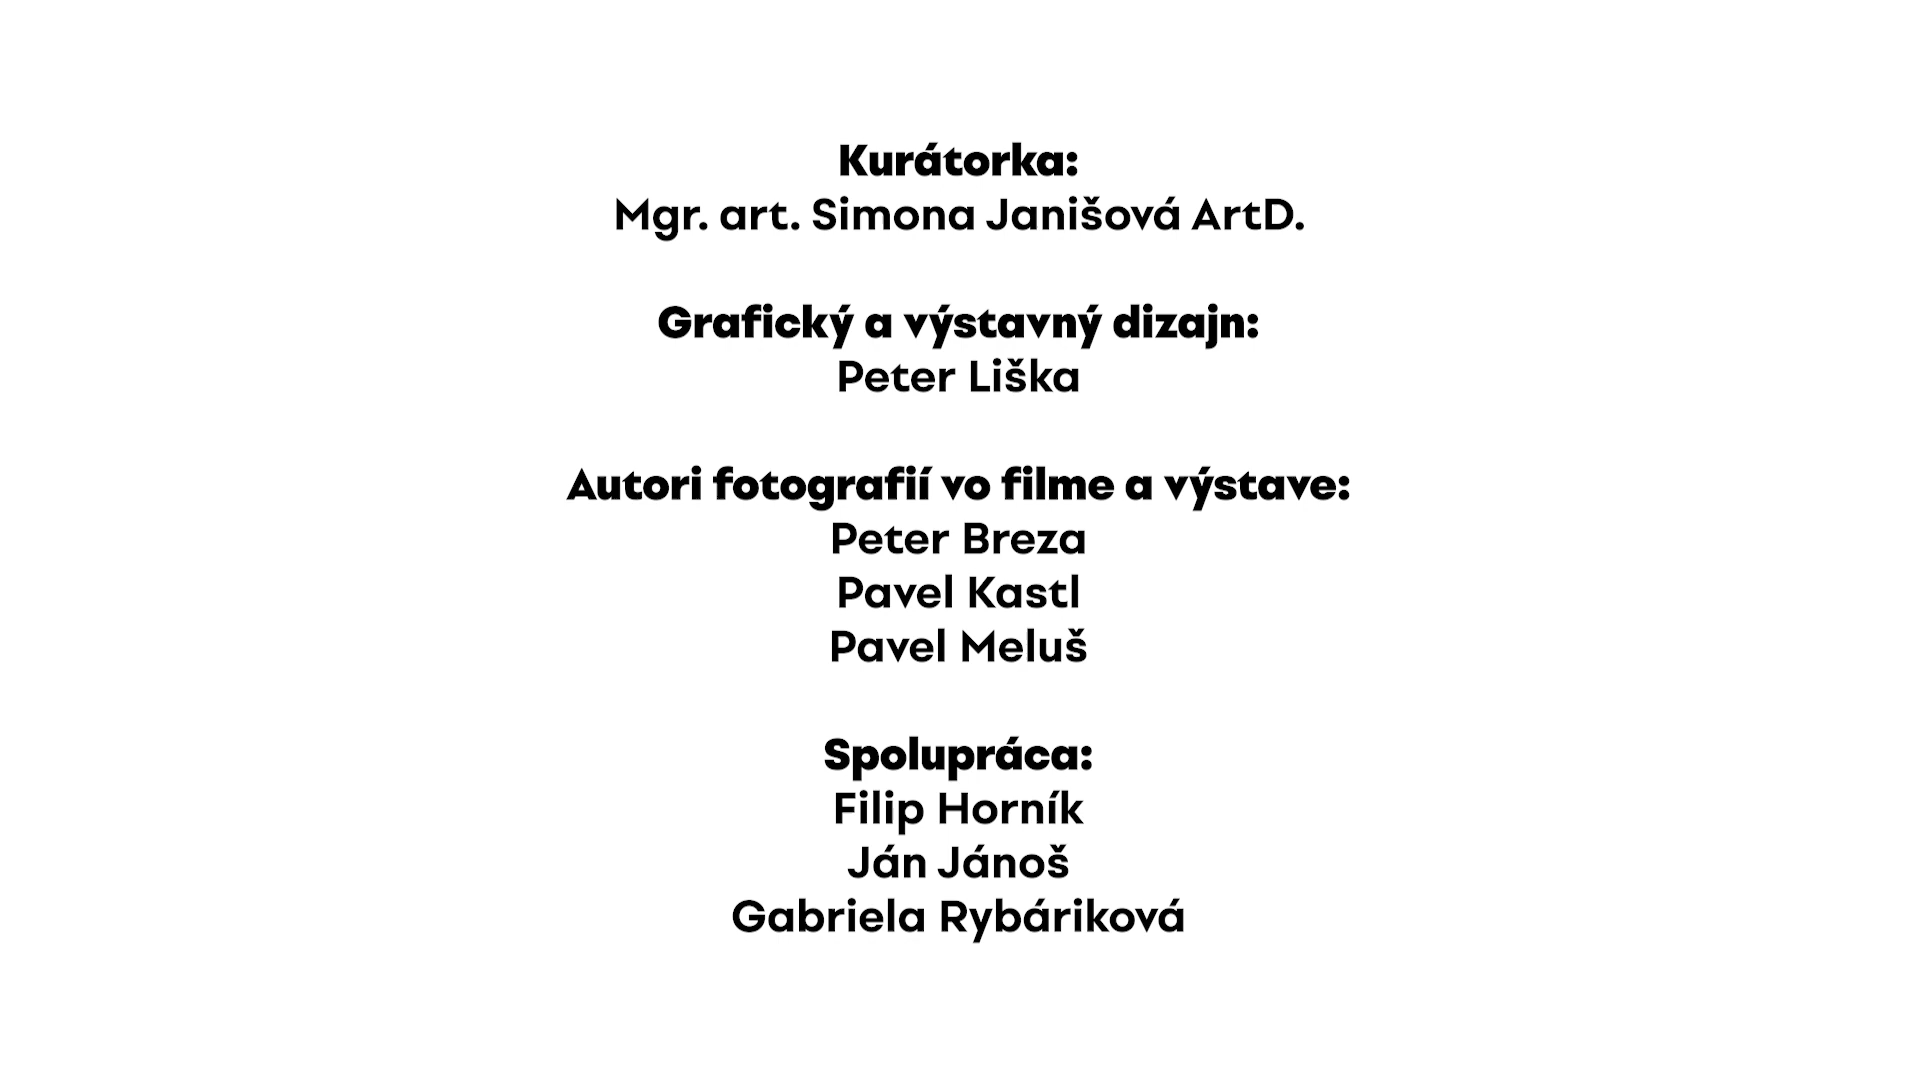 Kurátorka:
Mgr. art. Simona Janišová ArtD.
Grafický a výstavný dizajn:
Peter Liška
Autori fotografií vo filme a výstave:
Peter Breza
Pavel Kastl
Pavel Meluš
Spolupráca:
Filip Horník
Ján Jánoš
Gabriela Rybáriková